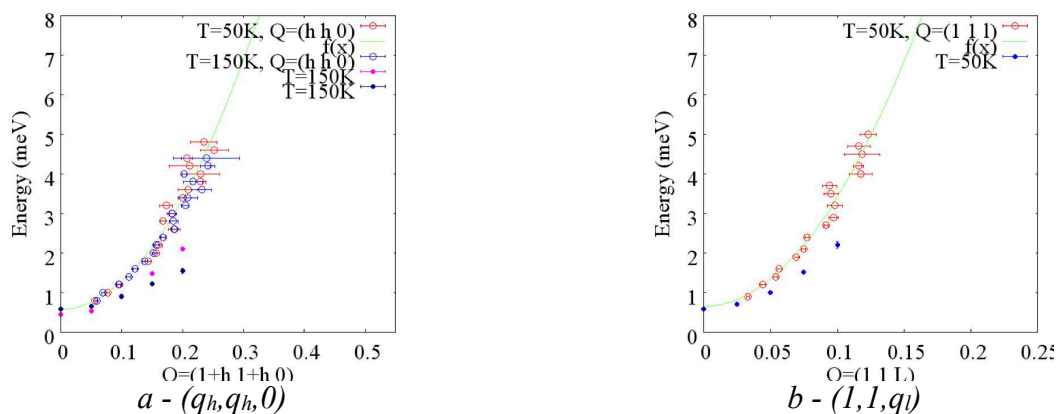 8
7
6
5
4
3
2
1
0
Energy (meV)
T=50K, Q=(h h 0)
f(x)
T=150K, Q=(h h 0)
T=150K
T=150K
0 0.1 0.2 0.3 0.4 0.5
Q=(1+h 1+h 0)
a - (qh,qh,0)
8
7
6
5
4
3
2
1
0
Energy (meV)
T=50K, Q=(1 1 l)
f(x)
T=50K
0 0.05 0.10 0.15 0.20 0.25
Q=(1 1 L)
b - (1,1,ql)